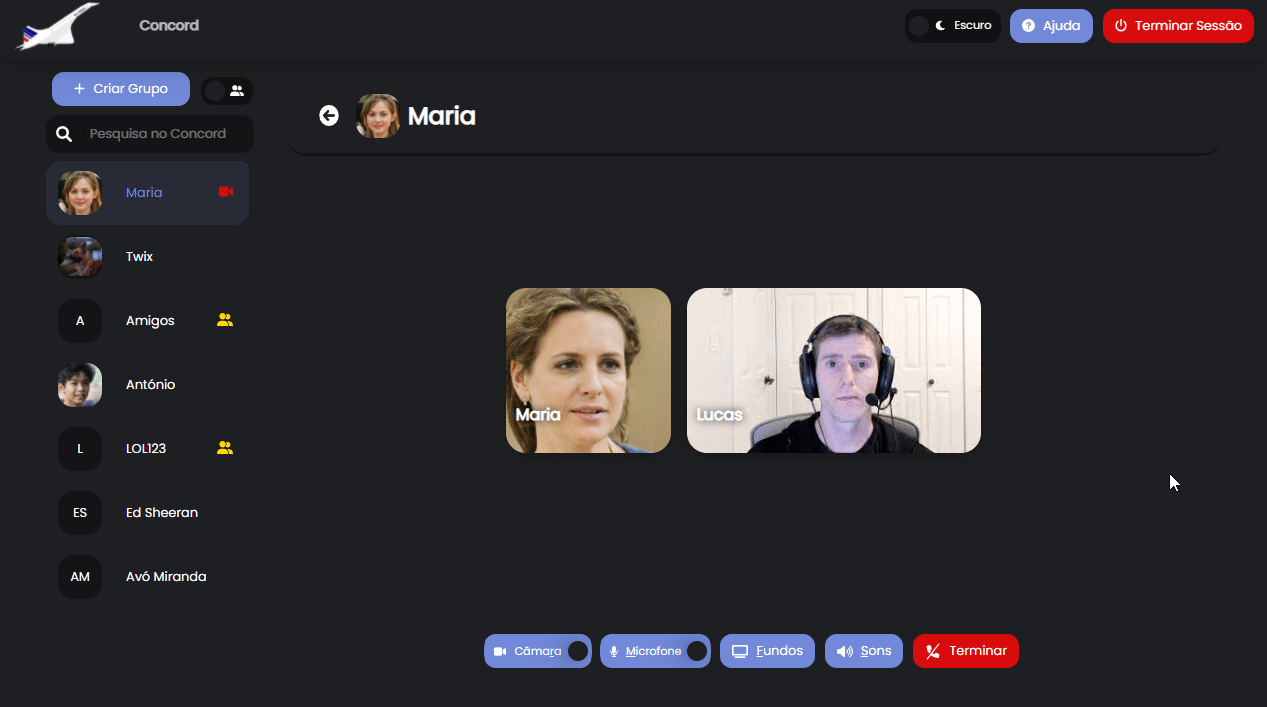 Concord
Escuro
Ajuda
Terminar Sessão
Criar Grupo
Pesquisa no Concord
Maria
Twix
A
Amigos
António
L
LOL123
ES
Ed Sheeran
AM
Avó Miranda
Maria
Maria
Lucas
Câmara
Microfone
Fundos
Sons
Terminar